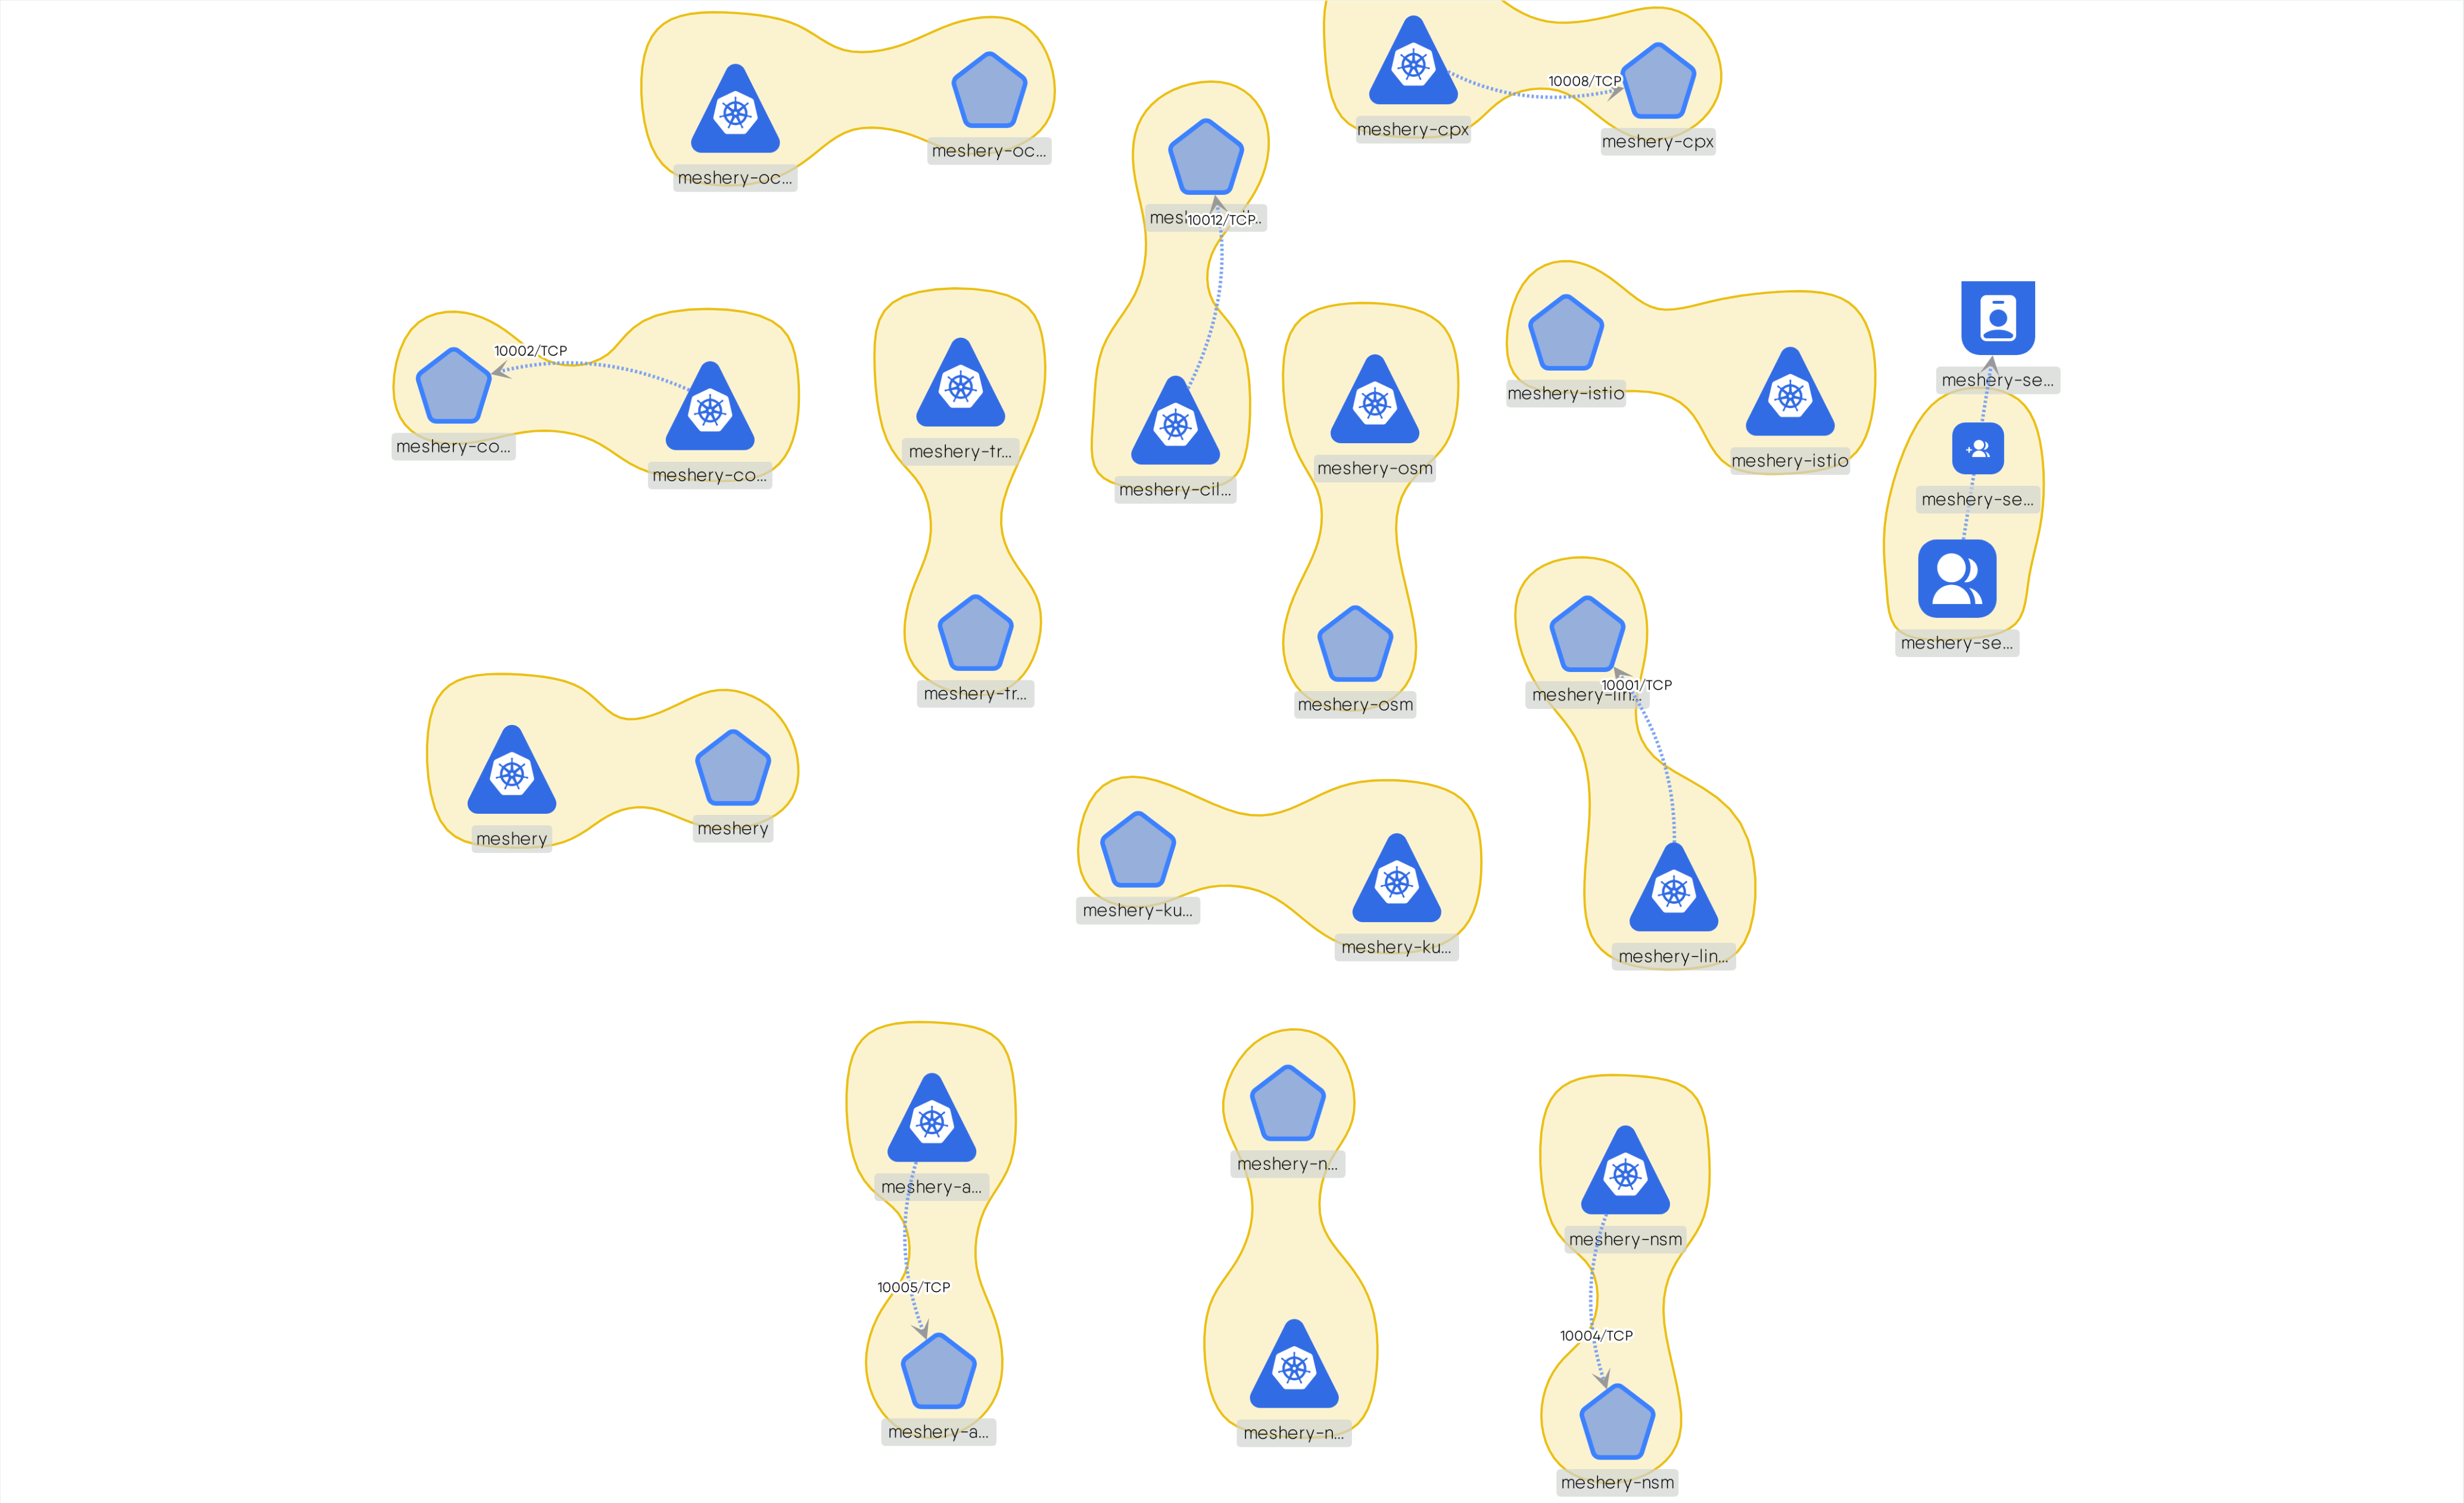 10008/TCP
meshery-cpx
meshery-cpx
meshery-oc...
meshery-oc...
10012/TCP
meshery-istio
meshery-istio
meshery-se...
meshery-se...
meshery-se...
10002/TCP
meshery-co...
meshery-co...
meshery-tr...
meshery-tr...
meshery-cil...
meshery-osm
meshery-osm
10001/TCP
meshery-lin...
meshery-lin...
meshery
meshery
meshery-ku...
meshery-ku...
meshery-a...
10005/TCP
meshery-a...
meshery-n...
meshery-n...
meshery-nsm
10004/TCP
meshery-nsm